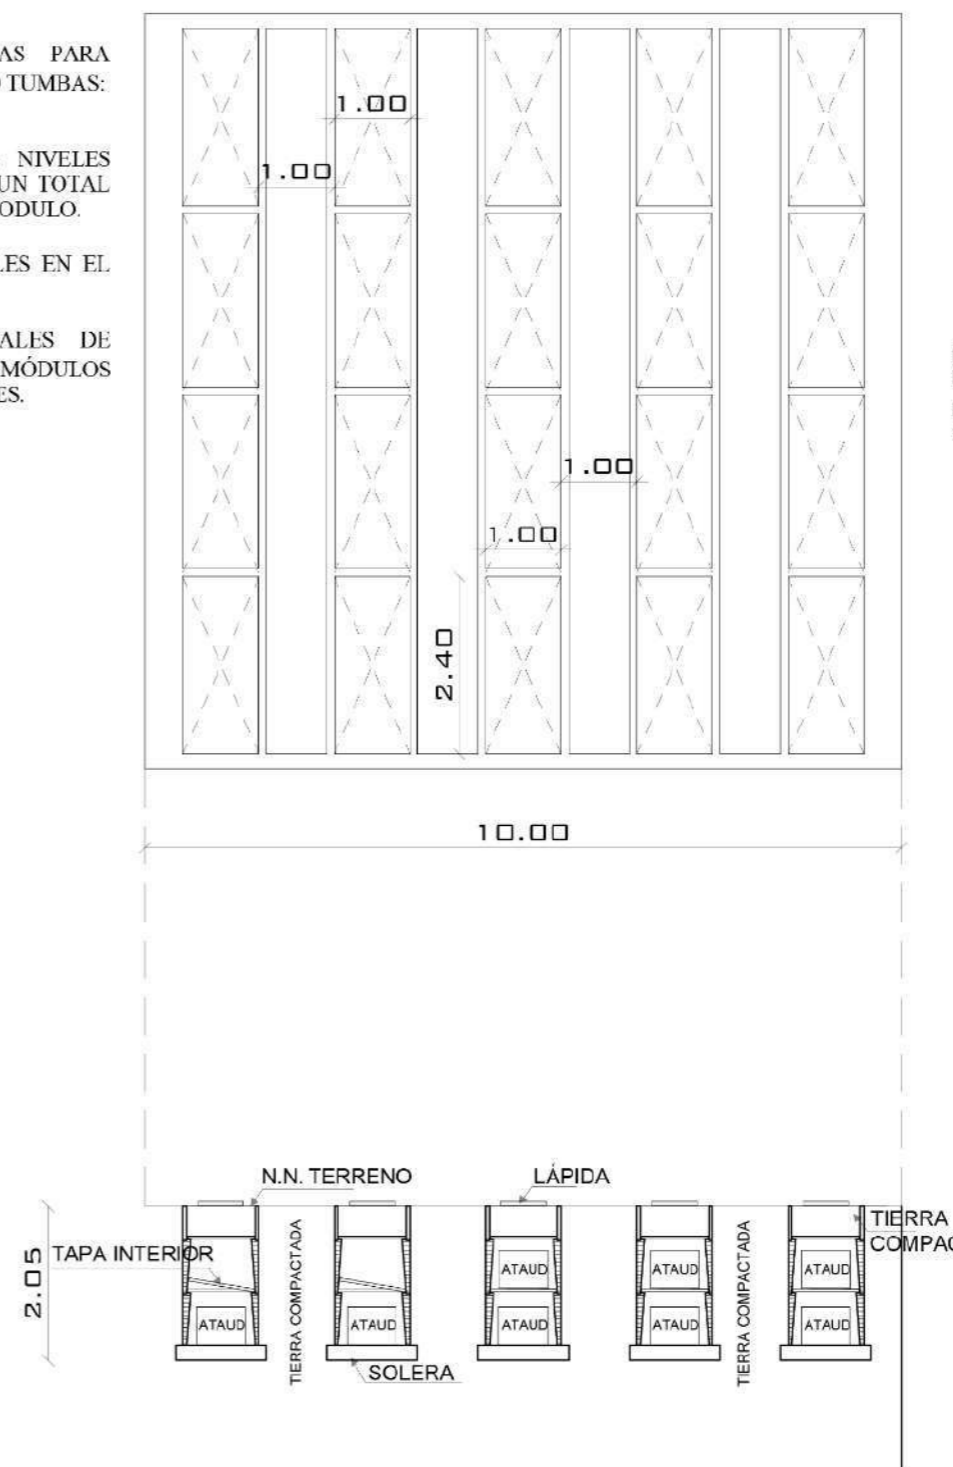 AS PARA
TUMBAS:
NIVELES
UN TOTAL
ODULO.
LES EN EL
ALES DE
MÓDULOS
ES.
1.00
1.00
1.00
1.00
2.40
10.00
N.N. TERRENO
LÁPIDA
TAPA INTERIOR
TIERRA
COMPAC
2.05
ATAUD
ATAUD
ATAUD
ATAUD
ATAUD
ATAUD
ATAUD
ATAUD
TIERRA COMPACTADA
TIERRA COMPACTADA
SOLERA